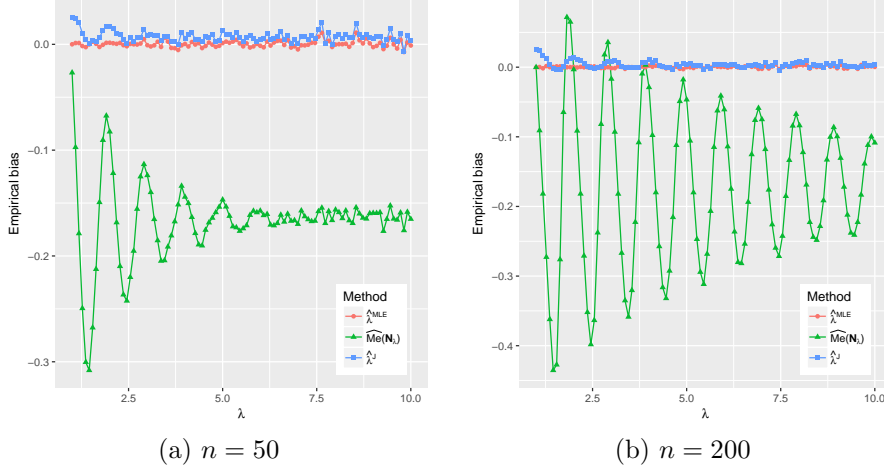 0.0
−0.1
−0.2
−0.3
Empirical bias
2.5
5.0
7.5
10.0
λ
Method
λ̂^MLE
M̂e(N_λ)
λ̂^J
(a) n = 50
0.0
−0.1
−0.2
−0.3
−0.4
Empirical bias
2.5
5.0
7.5
10.0
λ
Method
λ̂^MLE
M̂e(N_λ)
λ̂^J
(b) n = 200